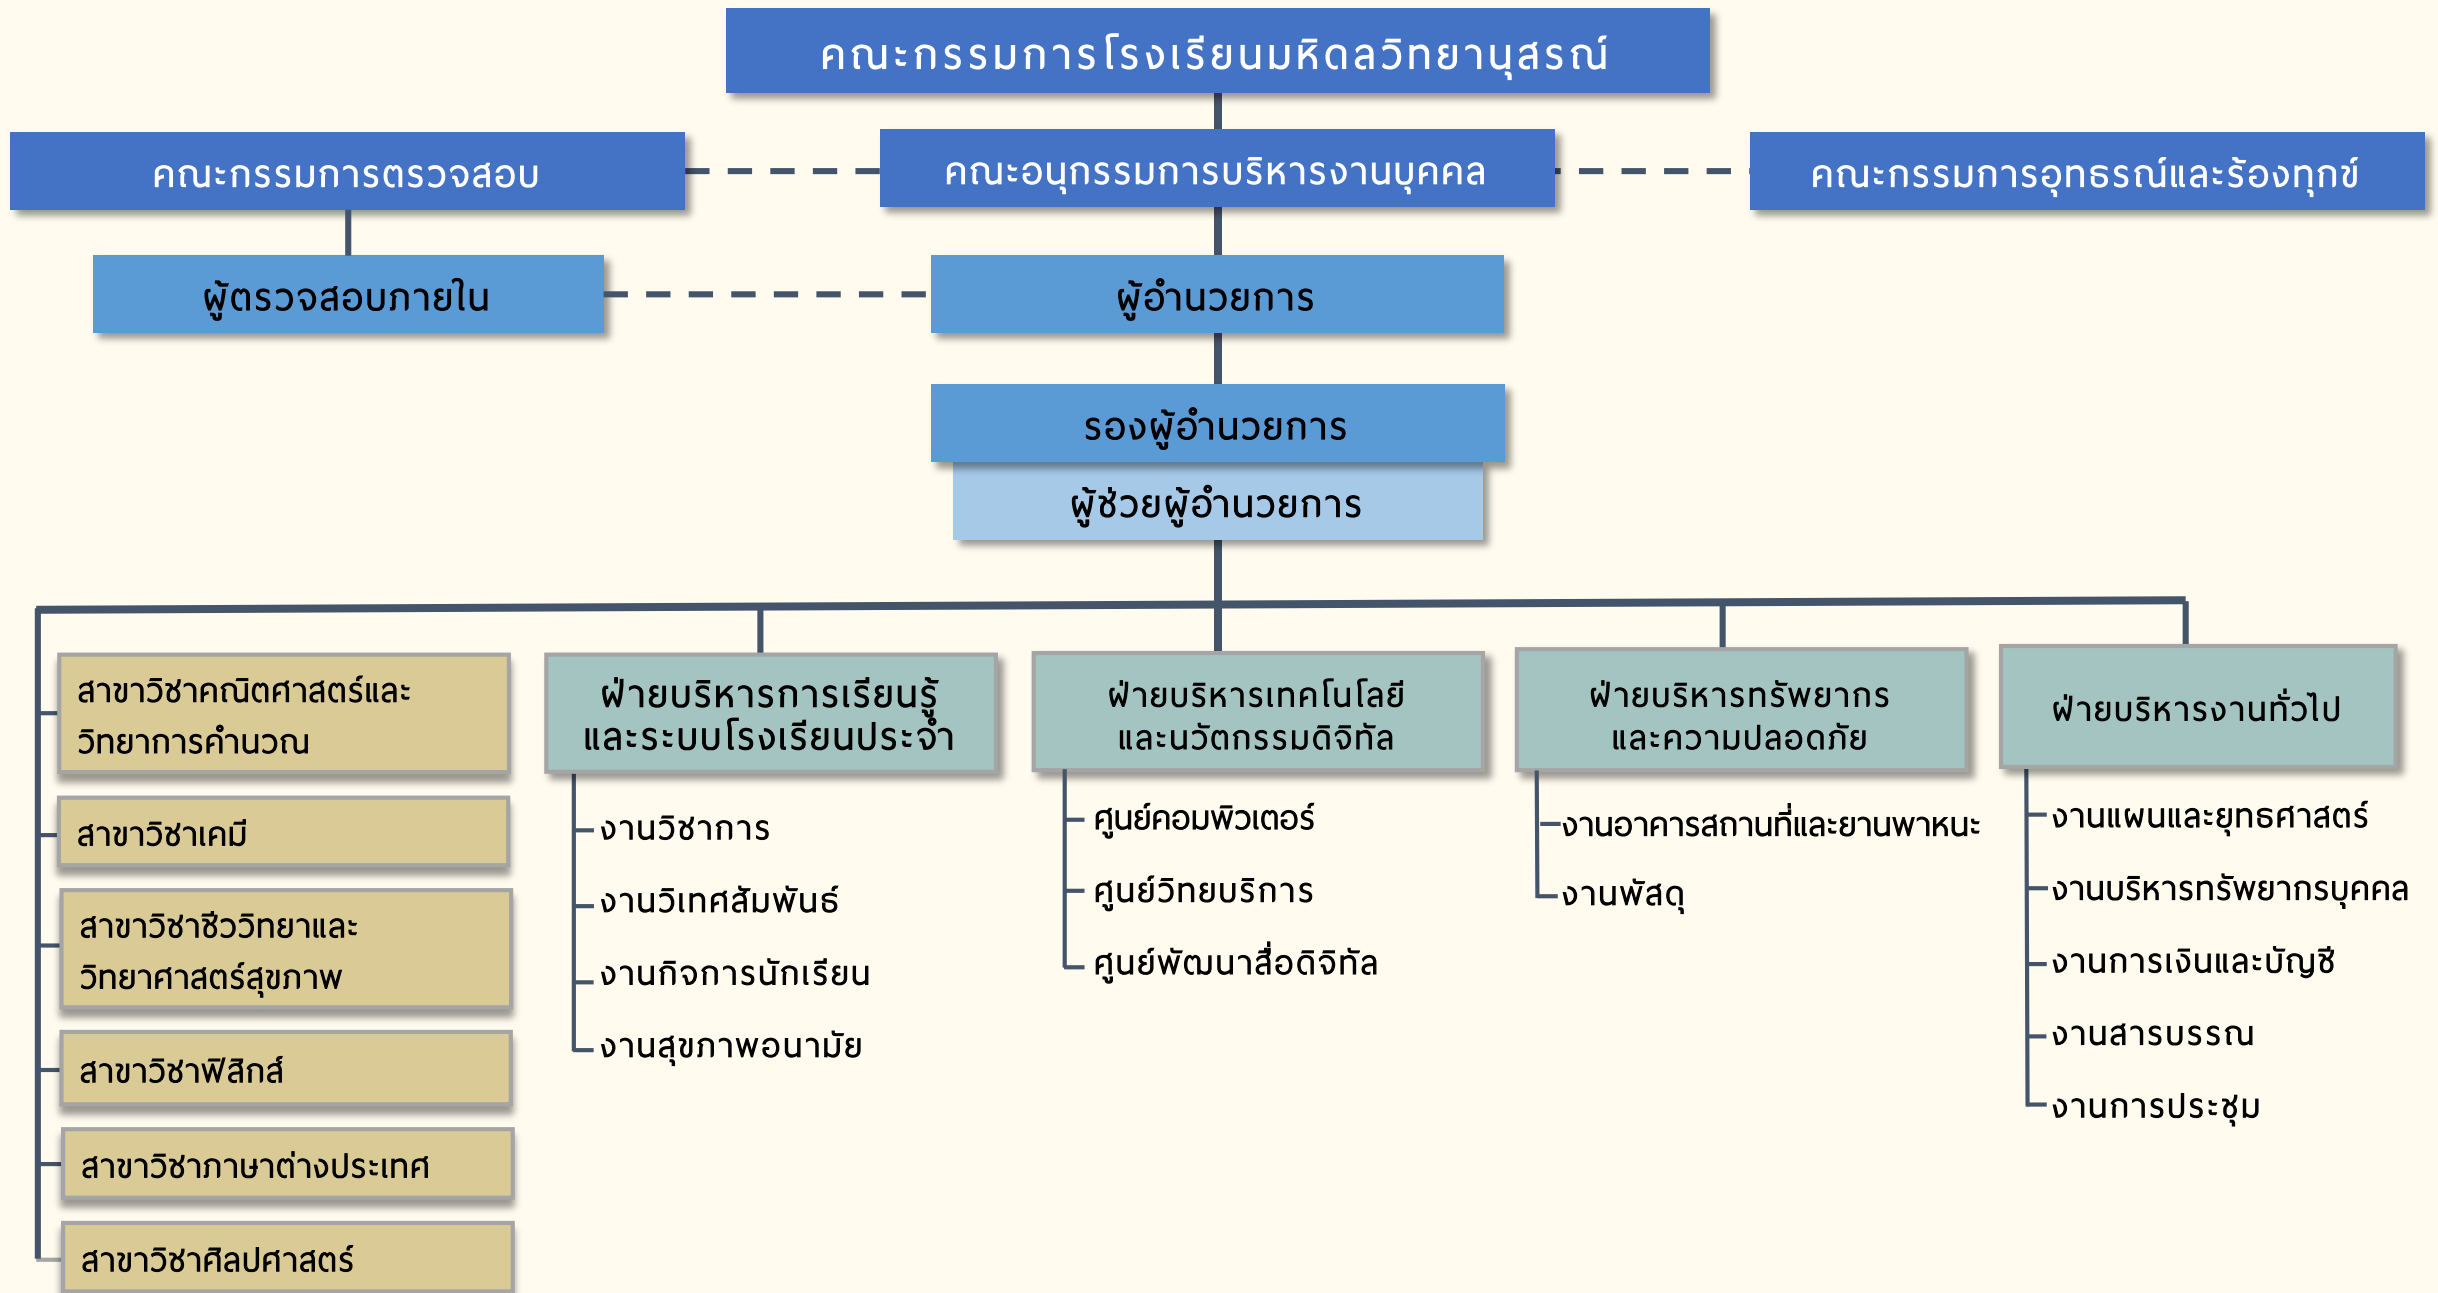 คณะกรรมการโรงเรียนมหิดลวิทยานุสรณ์
คณะกรรมการตรวจสอบ
คณะอนุกรรมการบริหารงานบุคคล
คณะกรรมการอุทธรณ์และร้องทุกข์
ผู้ตรวจสอบภายใน
ผู้อำนวยการ
รองผู้อำนวยการ
ผู้ช่วยผู้อำนวยการ
สาขาวิชาคณิตศาสตร์และ
วิทยาการคำนวณ
สาขาวิชาเคมี
สาขาวิชาชีววิทยาและ
วิทยาศาสตร์สุขภาพ
สาขาวิชาฟิสิกส์
สาขาวิชาภาษาต่างประเทศ
สาขาวิชาศิลปศาสตร์
ฝ่ายบริหารการเรียนรู้
และระบบโรงเรียนประจำ
งานวิชาการ
งานวิเทศสัมพันธ์
งานกิจการนักเรียน
งานสุขภาพอนามัย
ฝ่ายบริหารเทคโนโลยี
และนวัตกรรมดิจิทัล
ศูนย์คอมพิวเตอร์
ศูนย์วิทยบริการ
ศูนย์พัฒนาสื่อดิจิทัล
ฝ่ายบริหารทรัพยากร
และความปลอดภัย
งานอาคารสถานที่และยานพาหนะ
งานพัสดุ
ฝ่ายบริหารงานทั่วไป
งานแผนและยุทธศาสตร์
งานบริหารทรัพยากรบุคคล
งานการเงินและบัญชี
งานสารบรรณ
งานการประชุม